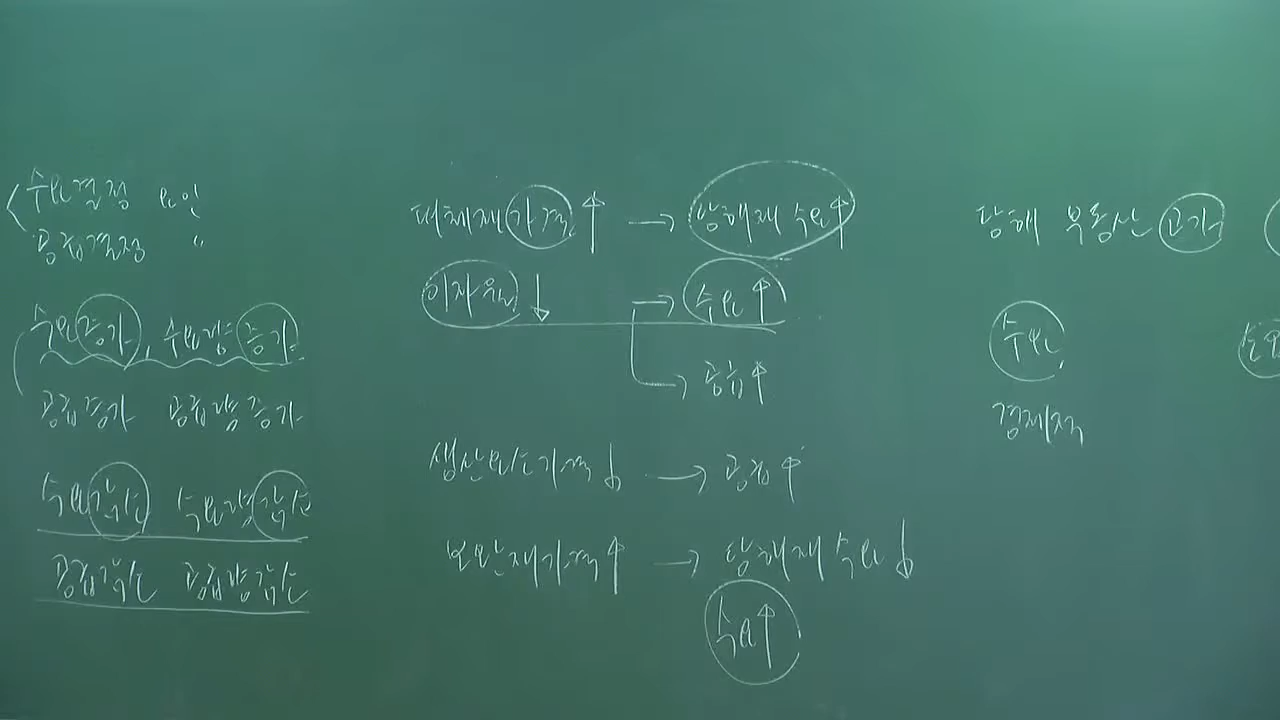 수요결정 요인
공급결정 〃
수요증가, 수요량증가
공급증가 공급량증가
수요감소 수요량감소
공급감소 공급량감소
대체재가격↑ → 당해재수요↑
이자율↓ → 수요↑
→ 공급↑
생산요소가격↓ → 공급↑
보완재가격↑ → 당해재수요↓
수요↑
당해 부동산
수요
경제적